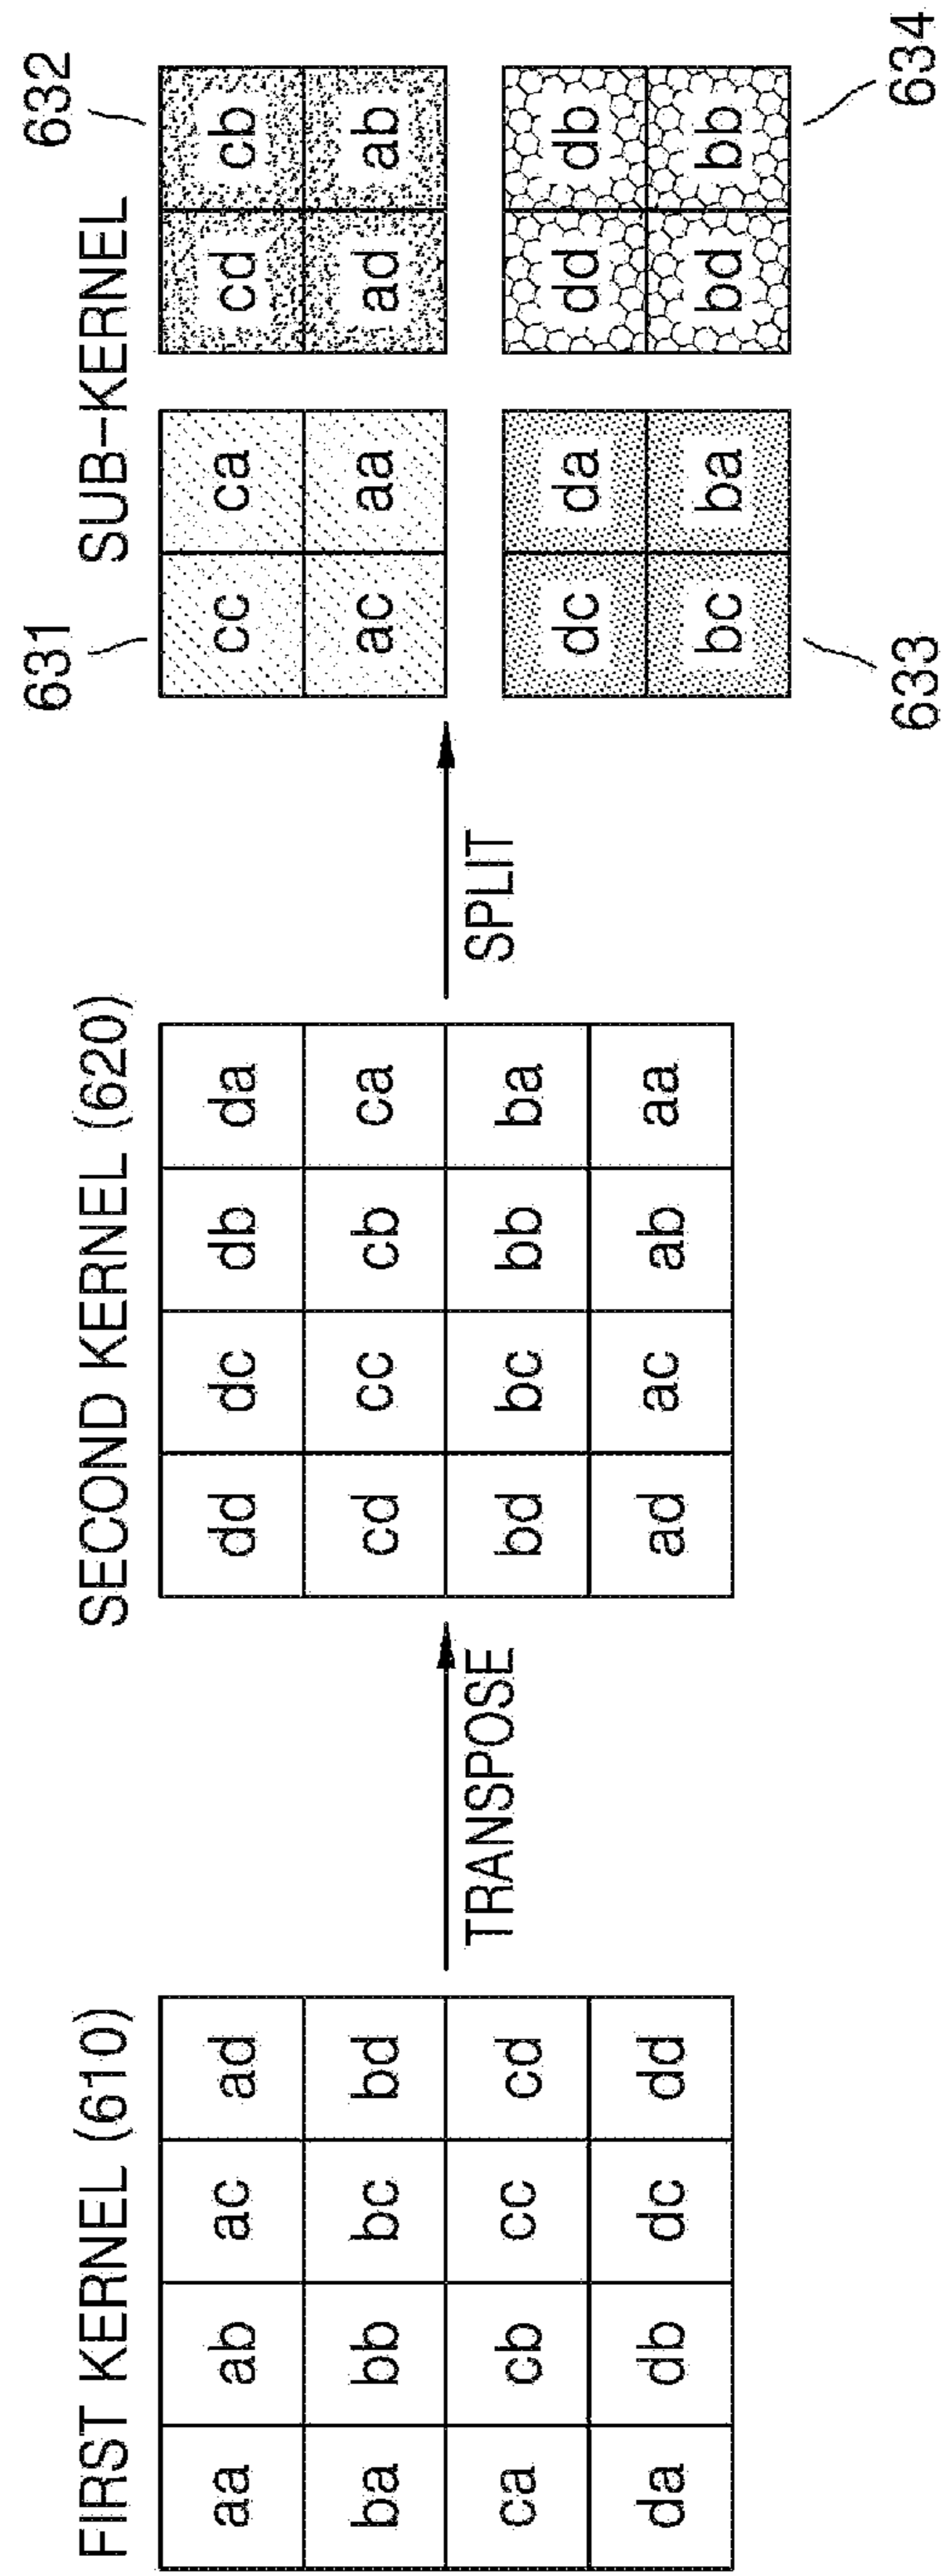 FIRST KERNEL (610)
aa ab ac ad
ba bb bc bd
ca cb cc cd
da db dc dd
TRANSPOSE
SECOND KERNEL (620)
dd dc db da
cd cc cb ca
bd bc bb ba
ad ac ab aa
SPLIT
SUB-KERNEL
631 632
cc ca cd cb
ac aa ad ab
dc da dd db
bc ba bd bb
633 634